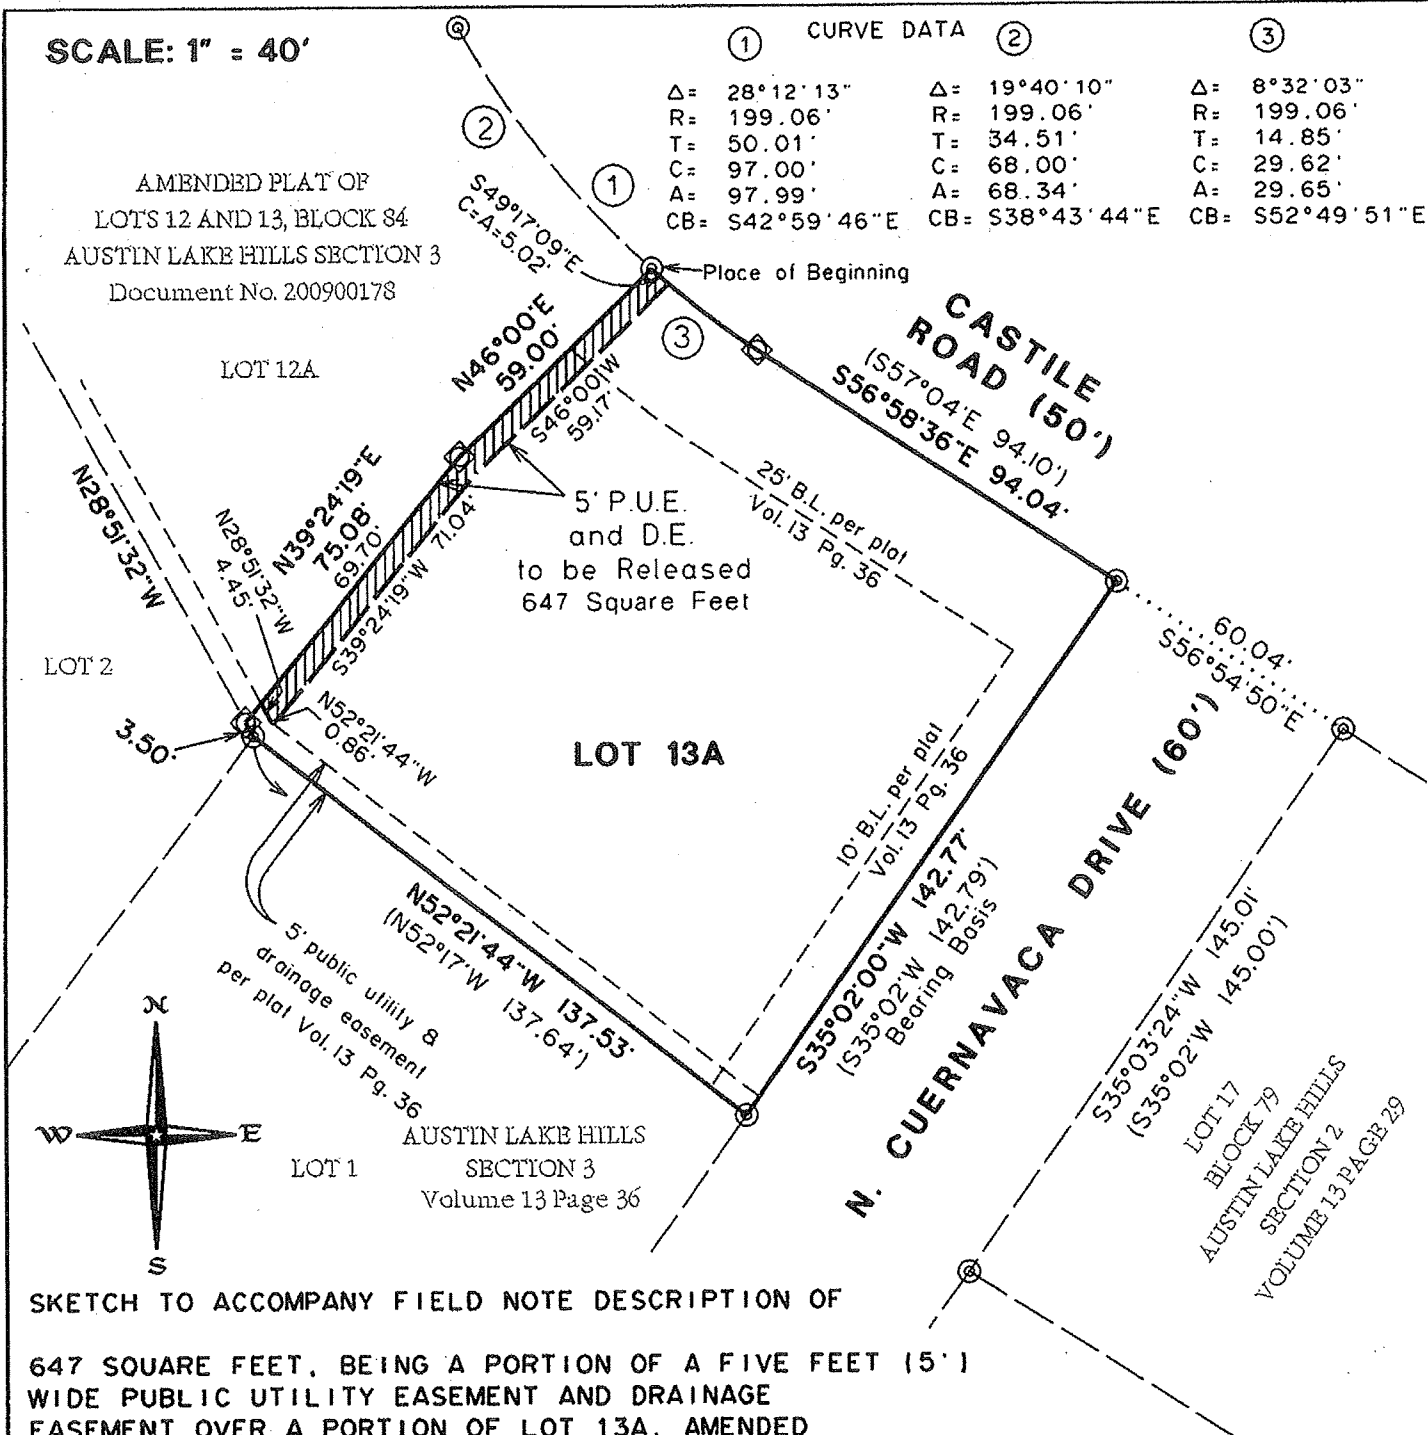 SCALE: 1" = 40'
CURVE DATA
1
Δ= 28°12'13"
R= 199.06'
T= 50.01'
C= 97.00'
A= 97.99'
CB= S42°59'46"E
2
Δ= 19°40'10"
R= 199.06'
T= 34.51'
C= 68.00'
A= 68.34'
CB= S38°43'44"E
3
Δ= 8°32'03"
R= 199.06'
T= 14.85'
C= 29.62'
A= 29.65'
CB= S52°49'51"E
2
1
AMENDED PLAT OF
LOTS 12 AND 13, BLOCK 84
AUSTIN LAKE HILLS SECTION 3
Document No. 200900178
S49°17'09"E
C=A=5.02'
Place of Beginning
3
CASTILE
ROAD (50')
(S57°04'E 94.10')
S56°58'36"E 94.04'
LOT 12A
N46°00'E
59.00'
S46°00'W
59.17'
25' B.L. per plat
Vol. 13 Pg. 36
N28°51'32"W
N28°51'32"W
4.45'
N39°24'19"E
75.08'
69.70'
S39°24'19"W 71.04'
5' P.U.E.
and D.E.
to be Released
647 Square Feet
60.04'
S56°54'50"E
LOT 2
3.50'
N52°21'44"W
0.86'
LOT 13A
10' B.L. per plat
Vol. 13 Pg. 36
N. CUERNAVACA DRIVE (60')
S35°02'00"W 142.77'
(S35°02'W 142.79')
Bearing Basis
N52°21'44"W 137.53'
(N52°17'W 137.64')
5' public utility &
drainage easement
per plat Vol. 13 Pg. 36
S35°03'24"W 145.01'
(S35°02'W 145.00')
LOT 17
BLOCK 79
AUSTIN LAKE HILLS
SECTION 2
VOLUME 13 PAGE 29
N
W
E
S
LOT 1
AUSTIN LAKE HILLS
SECTION 3
Volume 13 Page 36
SKETCH TO ACCOMPANY FIELD NOTE DESCRIPTION OF
647 SQUARE FEET, BEING A PORTION OF A FIVE FEET (5')
WIDE PUBLIC UTILITY EASEMENT AND DRAINAGE
EASEMENT OVER A PORTION OF LOT 13A, AMENDED